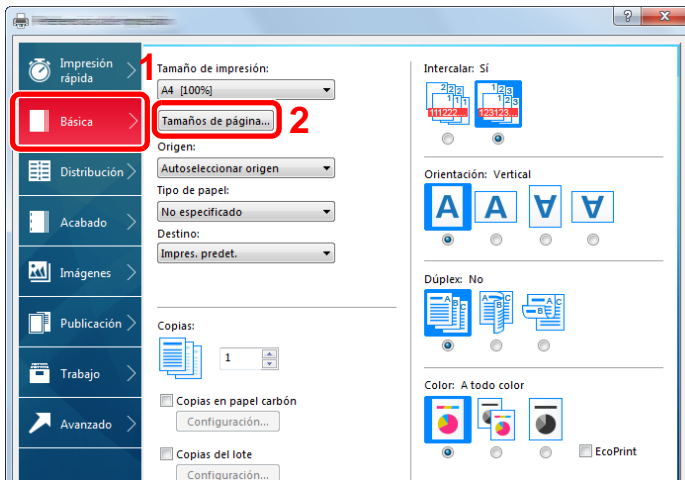 Impresión
rápida
1
Básica
Distribución
Acabado
Imágenes
Publicación
Trabajo
Avanzado
Tamaño de impresión:
A4 [100%]
Tamaños de página...
2
Origen:
Autoseleccionar origen
Tipo de papel:
No especificado
Destino:
Impres. predet.
Copias:
1
Copias en papel carbón
Configuración...
Copias del lote
Configuración...
Intercalar: Sí
111222...
123123...
Orientación: Vertical
A A A A
Dúplex: No
A B C
A B C
A B C
Color: A todo color
EcoPrint